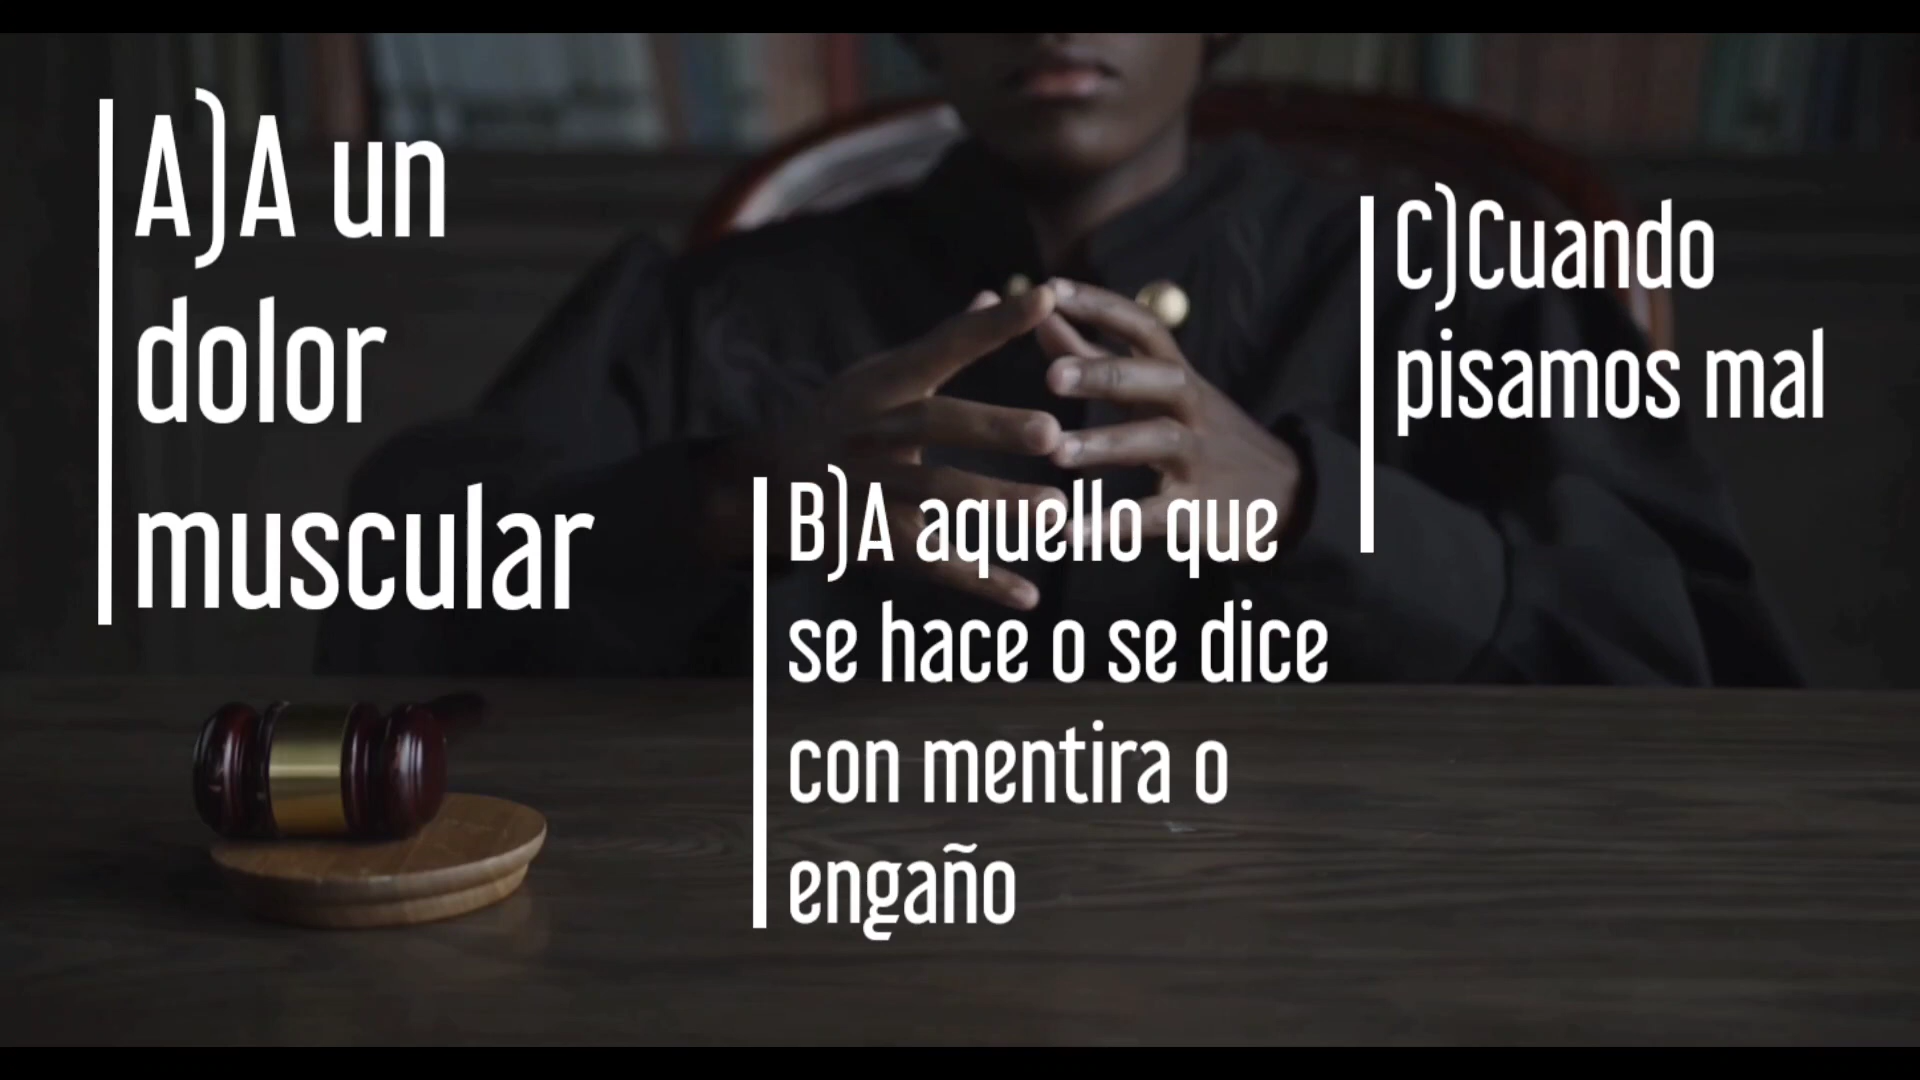 A)A un
dolor
muscular
B)A aquello que
se hace o se dice
con mentira o
engaño
C)Cuando
pisamos mal